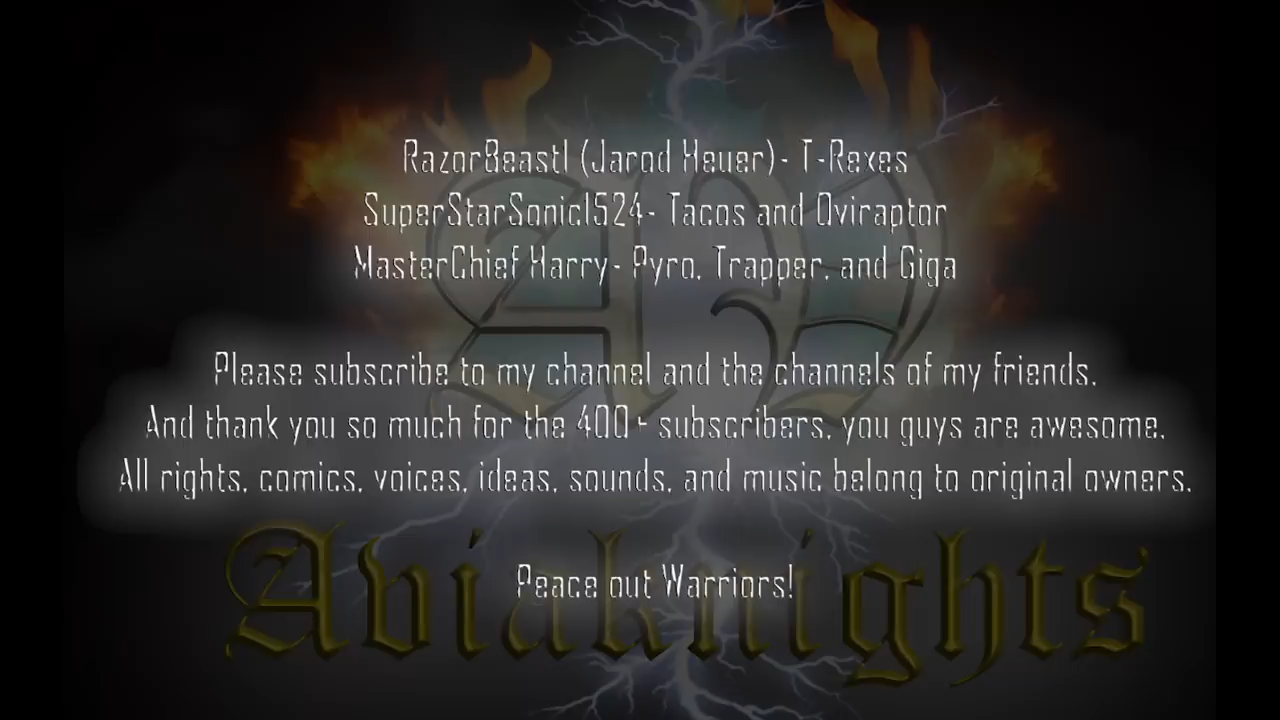 RazorBeast1 (Jarod Heuer)- T-Rexes
SuperStarSonic1524- Tacos and Oviraptor
MasterChief Harry- Pyro, Trapper, and Giga
Please subscribe to my channel and the channels of my friends.
And thank you so much for the 400+ subscribers, you guys are awesome.
All rights, comics, voices, ideas, sounds, and music belong to original owners.
Peace out Warriors!
Aviaknights